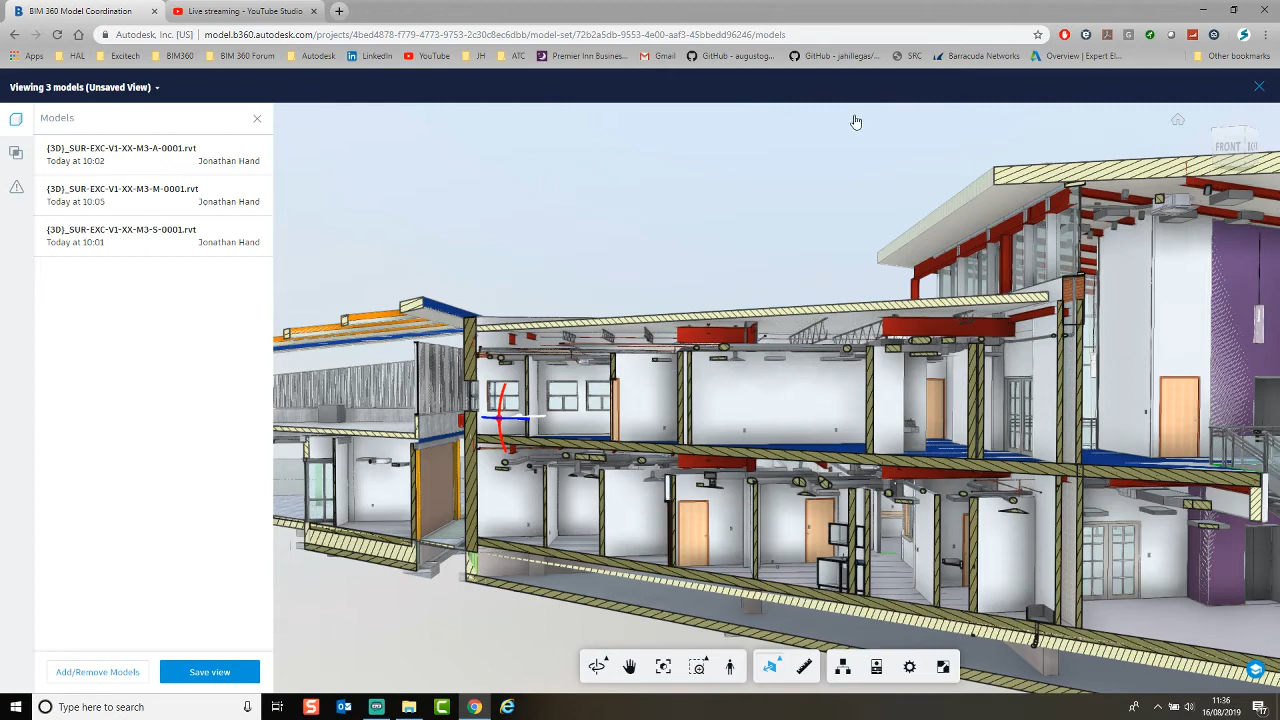 BIM 360 Model Coordination
Live streaming - YouTube Studio
Autodesk, Inc. [US] | model.b360.autodesk.com/projects/4bec4878-f779-4773-9753-2c30c8ec6dbb/model-set/72b2a5db-9553-4e00-aaf3-45bbedd96246/models
Apps
Excitech
BIM360
BIM 360 Forum
Autodesk
LinkedIn
YouTube
JH
ATC
Premier Inn Business...
Gmail
GitHub - augustog...
GitHub - jahillegas/...
SRC
Barracuda Networks
Overview | Expert El...
Other bookmarks
Viewing 3 models (Unsaved View)
Models
{3D}_SUR-EXC-V1-XX-M3-A-0001.rvt
Today at 10:02 Jonathan Hand
{3D}_SUR-EXC-V1-XX-M3-M-0001.rvt
Today at 10:05 Jonathan Hand
{3D}_SUR-EXC-V1-XX-M3-S-0001.rvt
Today at 10:01 Jonathan Hand
FRONT
Add/Remove Models
Save view
Type here to search
11:36
16/08/2019
17